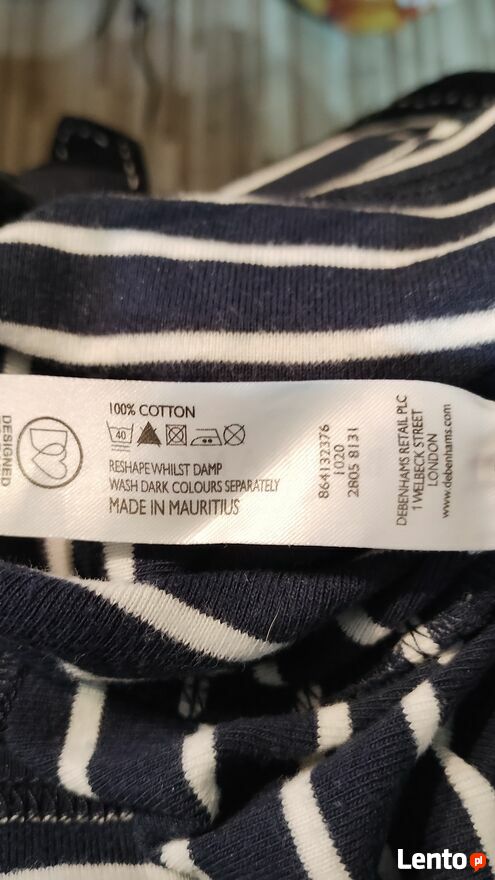 DESIGNED
100% COTTON
40
RESHAPE WHILST DAMP
WASH DARK COLOURS SEPARATELY
MADE IN MAURITIUS
864132376
1020
2805 8131
DEBENHAMS RETAIL PLC
1 WELBECK STREET
LONDON
www.debenhams.com
Lento.pl